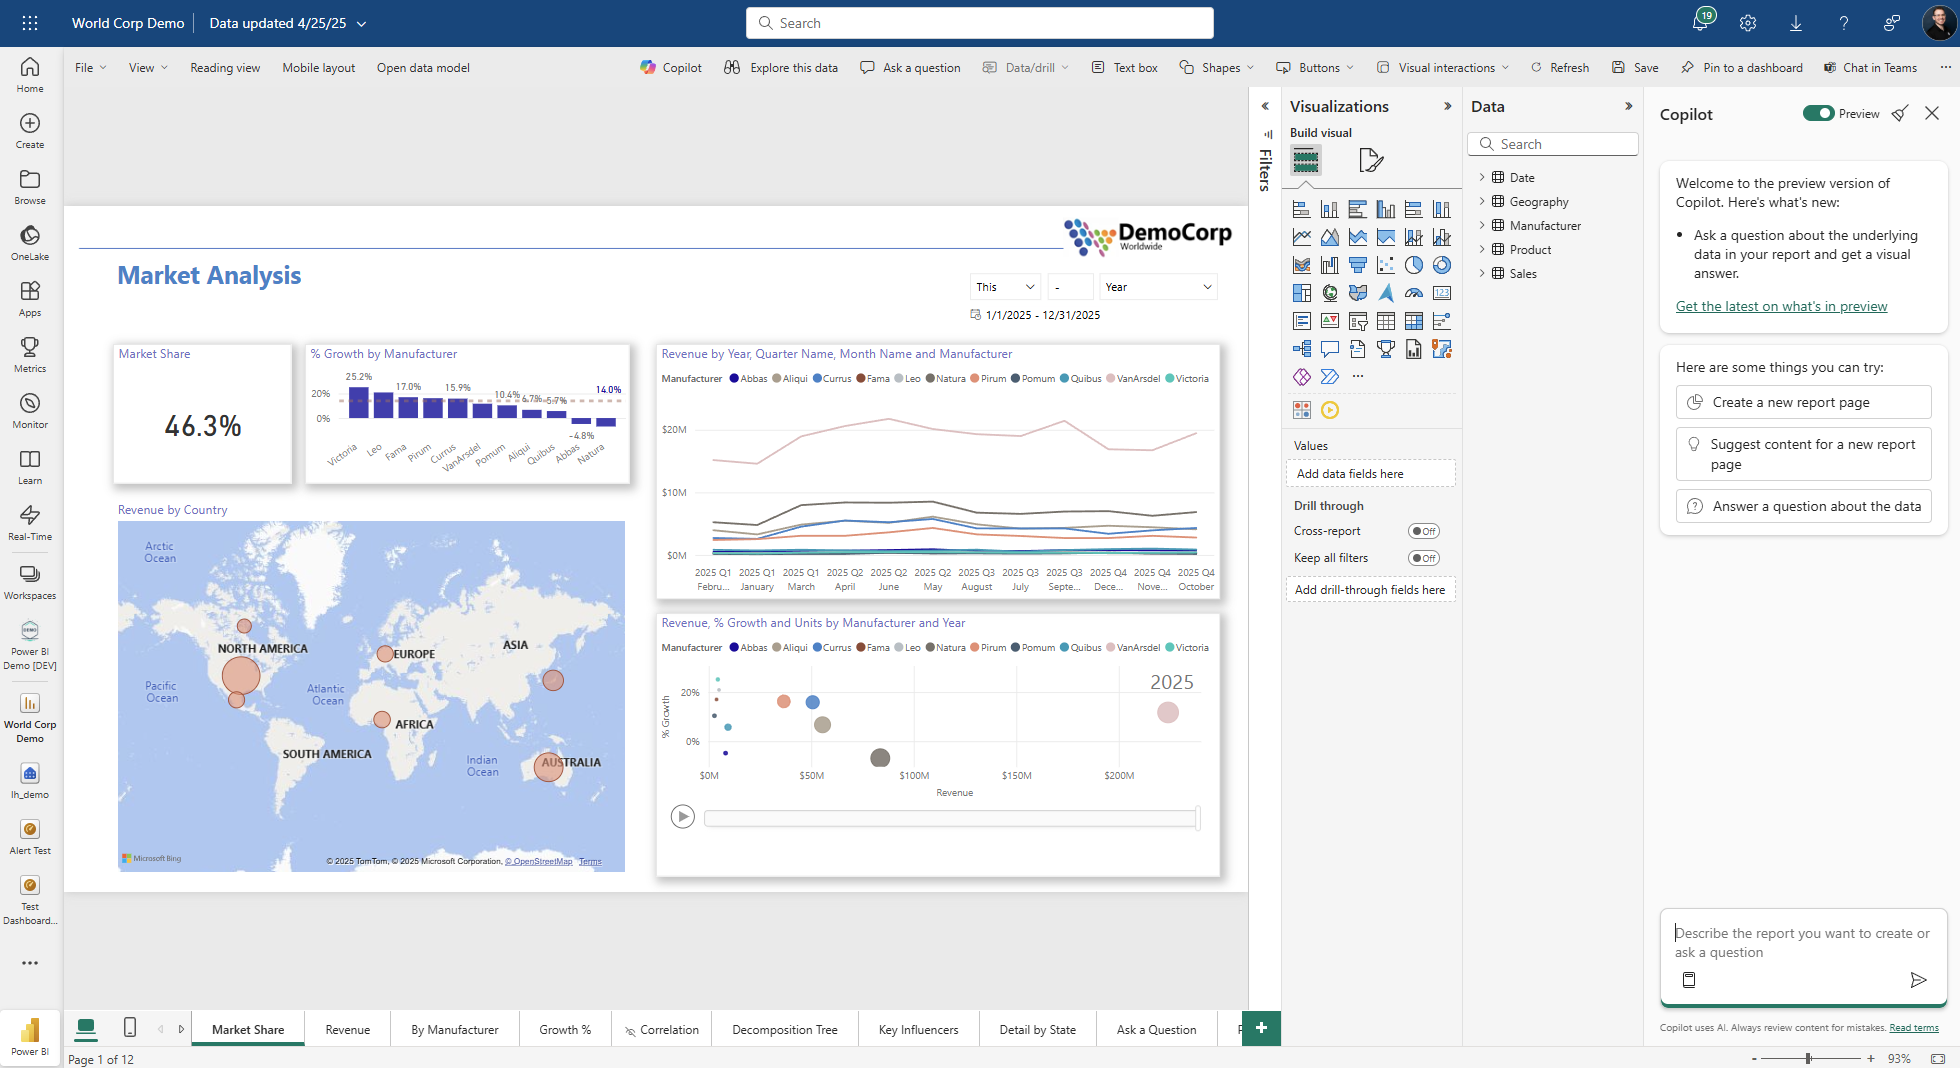 World Corp Demo
Data updated 4/25/25
Search
19
File
View
Reading view
Mobile layout
Open data model
Copilot
Explore this data
Ask a question
Data/drill
Text box
Shapes
Buttons
Visual interactions
Refresh
Save
Pin to a dashboard
Chat in Teams
Home
Create
Browse
OneLake
Apps
Metrics
Monitor
Learn
Real-Time
Workspaces
DEMO
Power BI
Demo [DEV]
World Corp
Demo
lh_demo
Alert Test
Test
Dashboard...
Power BI
DemoCorp
Worldwide
Market Analysis
This
-
Year
1/1/2025 - 12/31/2025
Market Share
46.3%
% Growth by Manufacturer
25.2%
17.0%
15.9%
10.4%
6.7%
5.7%
-4.8%
14.0%
20%
0%
Victoria
Leo
Fama
Pirum
Currus
VanArsdel
Pomum
Aliqui
Quibus
Abbas
Natura
Revenue by Country
Arctic
Ocean
NORTH AMERICA
EUROPE
ASIA
Pacific
Ocean
Atlantic
Ocean
AFRICA
SOUTH AMERICA
Indian
Ocean
AUSTRALIA
Microsoft Bing
© 2025 TomTom, © 2025 Microsoft Corporation, © OpenStreetMap Terms
Revenue by Year, Quarter Name, Month Name and Manufacturer
Manufacturer Abbas Aliqui Currus Fama Leo Natura Pirum Pomum Quibus VanArsdel Victoria
$20M
$10M
$0M
2025 Q1 2025 Q1 2025 Q1 2025 Q2 2025 Q2 2025 Q2 2025 Q3 2025 Q3 2025 Q3 2025 Q4 2025 Q4 2025 Q4
Febru... January March April June May August July Septe... Dece... Nove... October
Revenue, % Growth and Units by Manufacturer and Year
Manufacturer Abbas Aliqui Currus Fama Leo Natura Pirum Pomum Quibus VanArsdel Victoria
2025
% Growth
20%
0%
$0M $50M $100M $150M $200M
Revenue
Filters
Visualizations
Build visual
123
Values
Add data fields here
Drill through
Cross-report
Off
Keep all filters
Off
Add drill-through fields here
Data
Search
Date
Geography
Manufacturer
Product
Sales
Copilot
Preview
Welcome to the preview version of
Copilot. Here's what's new:
• Ask a question about the underlying
data in your report and get a visual
answer.
Get the latest on what's in preview
Here are some things you can try:
Create a new report page
Suggest content for a new report
page
Answer a question about the data
Describe the report you want to create or
ask a question
Copilot uses AI. Always review content for mistakes. Read terms
Market Share
Revenue
By Manufacturer
Growth %
Correlation
Decomposition Tree
Key Influencers
Detail by State
Ask a Question
+
Page 1 of 12
- + 93%